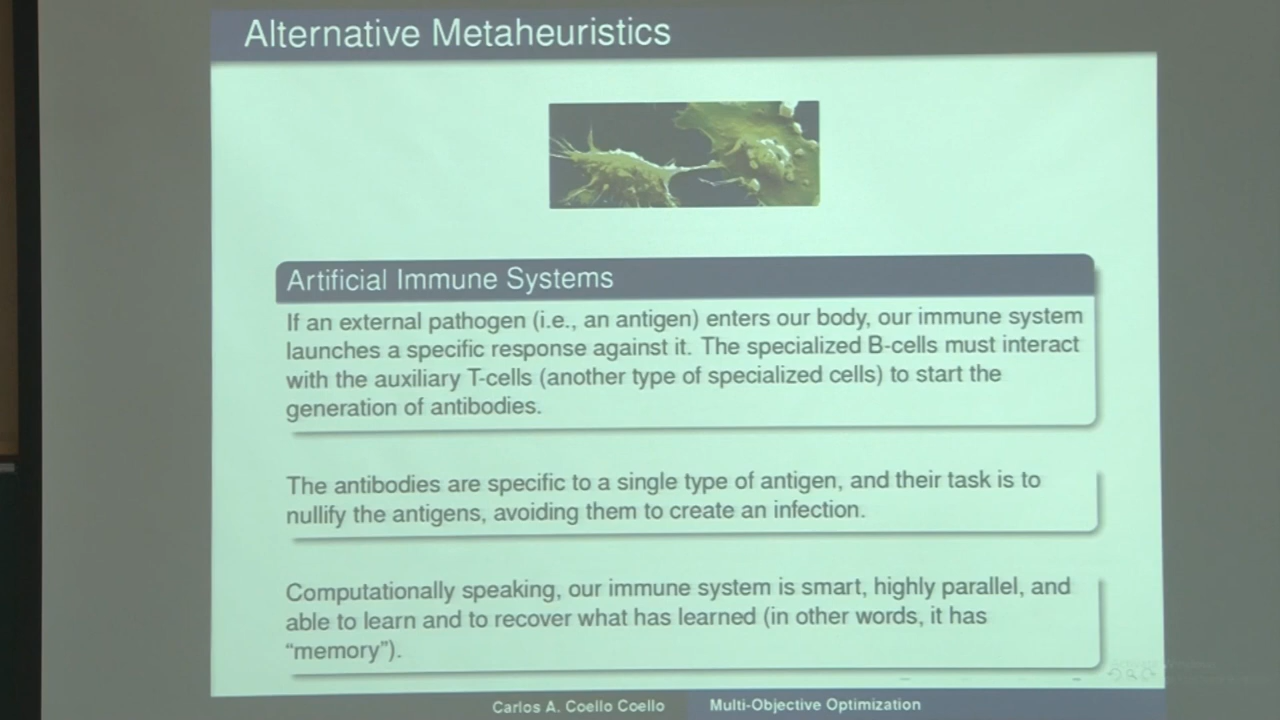 Alternative Metaheuristics
Artificial Immune Systems
If an external pathogen (i.e., an antigen) enters our body, our immune system
launches a specific response against it. The specialized B-cells must interact
with the auxiliary T-cells (another type of specialized cells) to start the
generation of antibodies.
The antibodies are specific to a single type of antigen, and their task is to
nullify the antigens, avoiding them to create an infection.
Computationally speaking, our immune system is smart, highly parallel, and
able to learn and to recover what has learned (in other words, it has
“memory”).
Carlos A. Coello Coello Multi-Objective Optimization